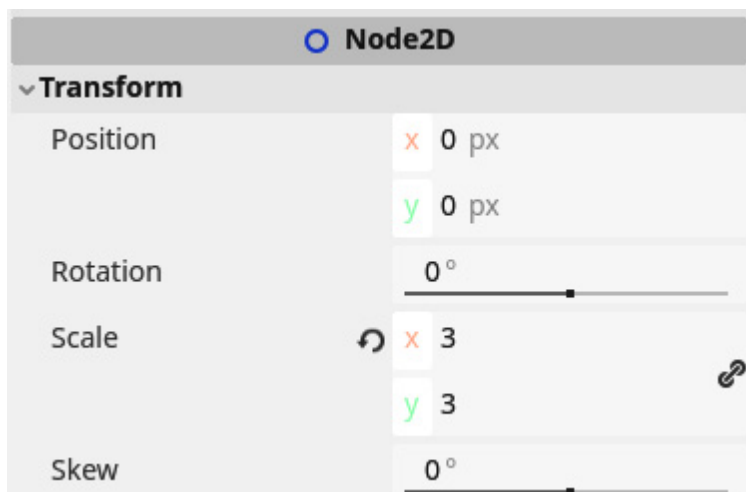 Node2D
Transform
Position x 0 px
y 0 px
Rotation 0 °
Scale x 3
y 3
Skew 0 °